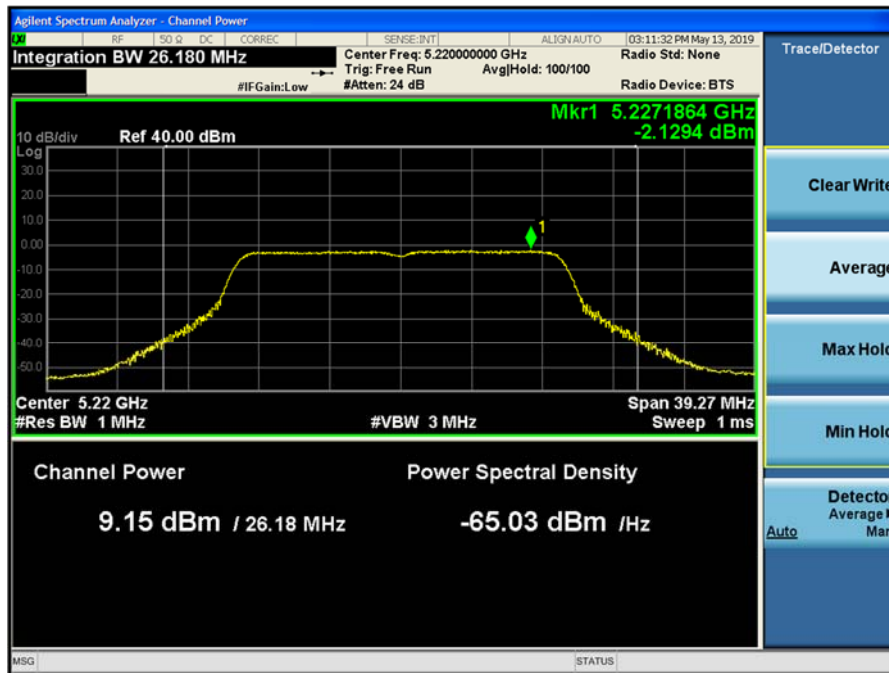 Agilent Spectrum Analyzer - Channel Power
LXI RF 50 Ω DC CORREC SENSE:INT ALIGN AUTO 03:11:32 PM May 13, 2019
Integration BW 26.180 MHz
Center Freq: 5.220000000 GHz
Radio Std: None
Trig: Free Run Avg|Hold: 100/100
#IFGain:Low
#Atten: 24 dB
Radio Device: BTS
Mkr1 5.2271864 GHz
-2.1294 dBm
10 dB/div Ref 40.00 dBm
Log
30.0
20.0
10.0
0.00
1
-10.0
-20.0
-30.0
-40.0
-50.0
Center 5.22 GHz Span 39.27 MHz
#Res BW 1 MHz #VBW 3 MHz Sweep 1 ms
Channel Power
9.15 dBm / 26.18 MHz
Power Spectral Density
-65.03 dBm /Hz
MSG STATUS
Trace/Detector
Clear Write
Average
Max Hold
Min Hold
Detector
Average
Auto Man